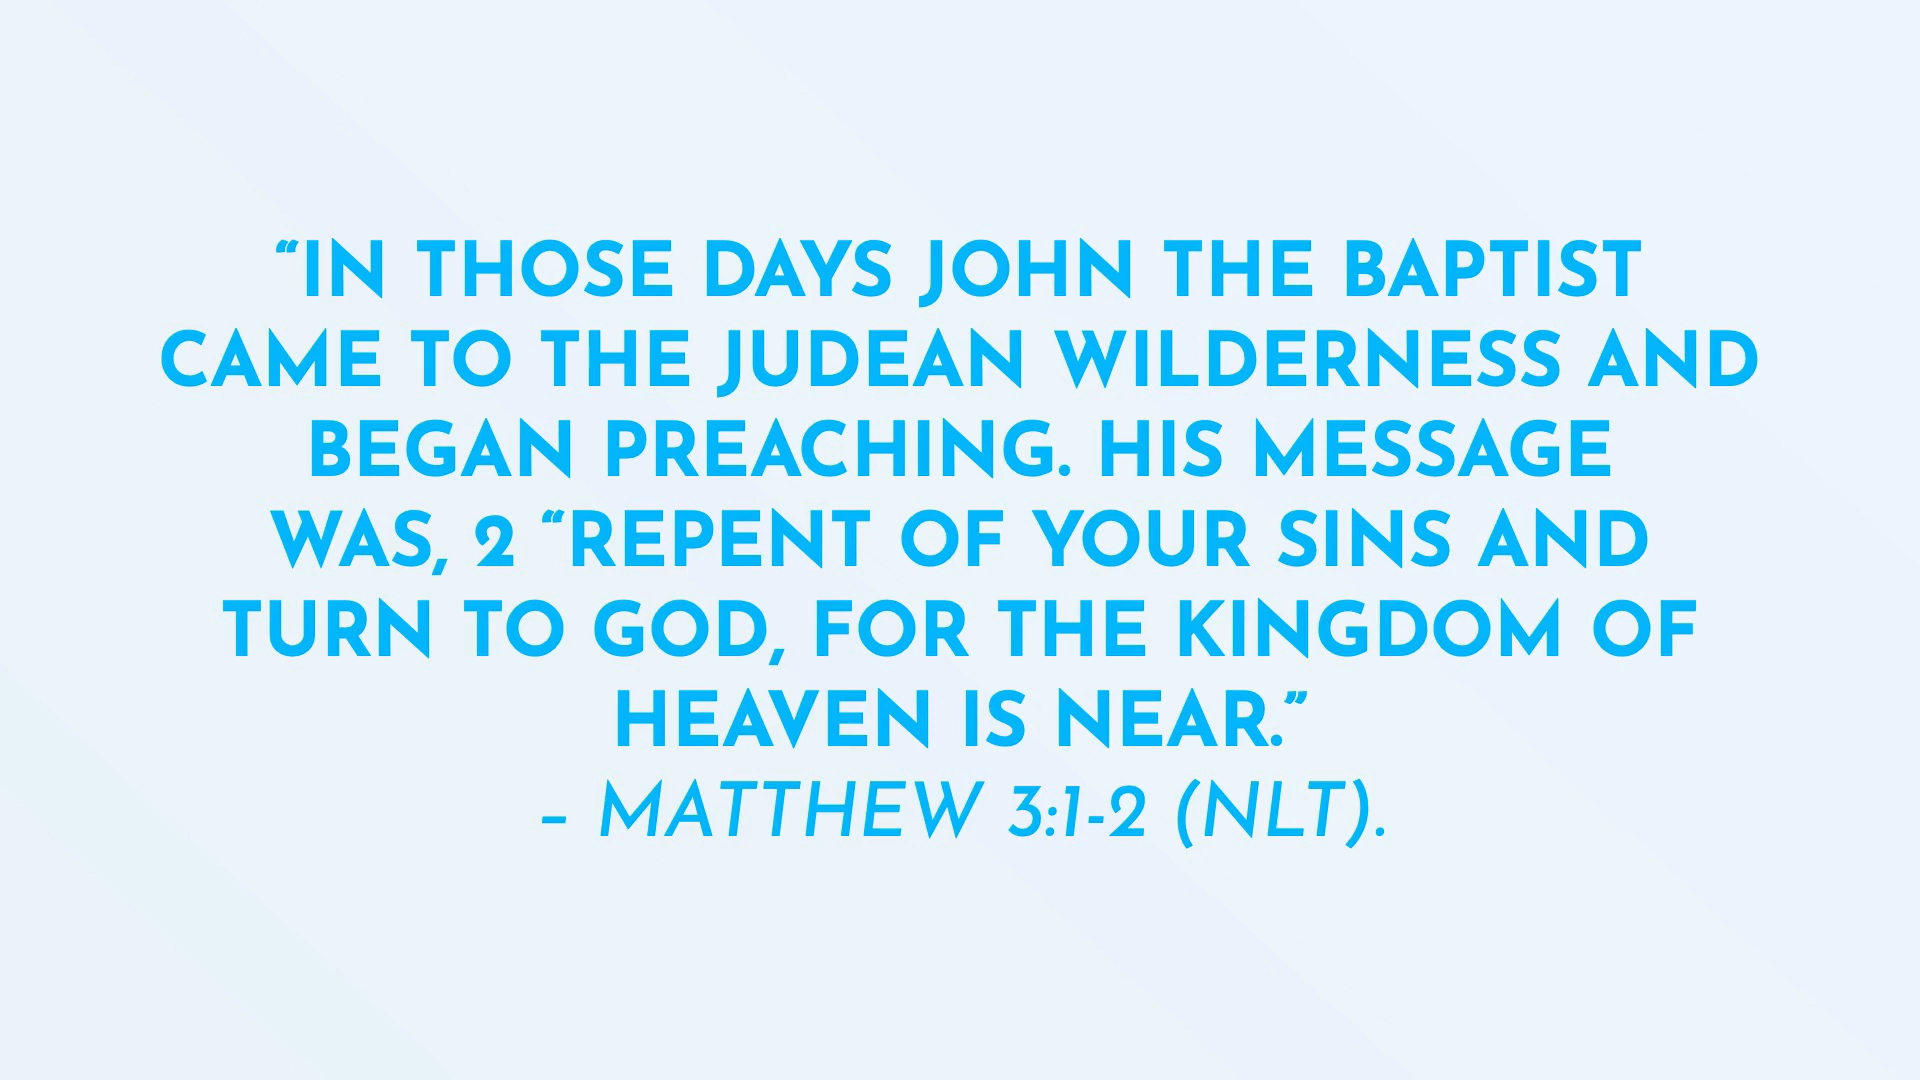 “IN THOSE DAYS JOHN THE BAPTIST
CAME TO THE JUDEAN WILDERNESS AND
BEGAN PREACHING. HIS MESSAGE
WAS, 2 “REPENT OF YOUR SINS AND
TURN TO GOD, FOR THE KINGDOM OF
HEAVEN IS NEAR.”
– MATTHEW 3:1-2 (NLT).